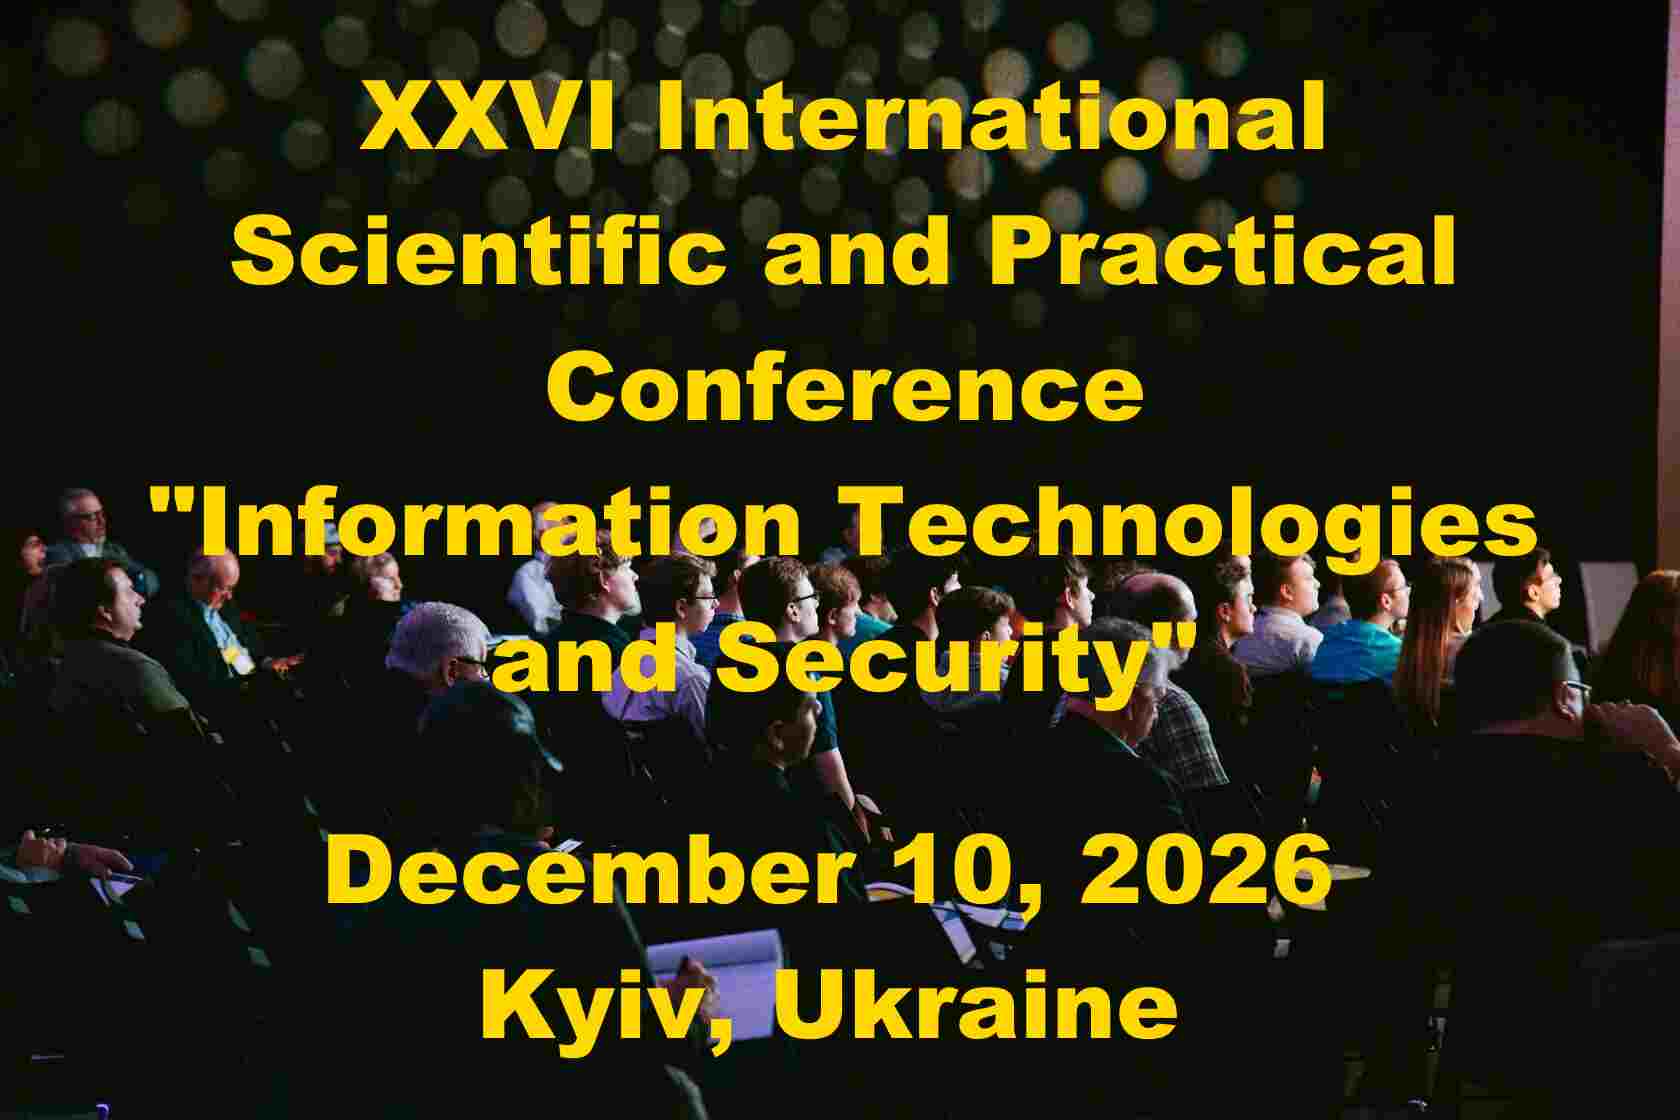 XXVI International
Scientific and Practical
Conference
"Information Technologies
and Security"
December 10, 2026
Kyiv, Ukraine